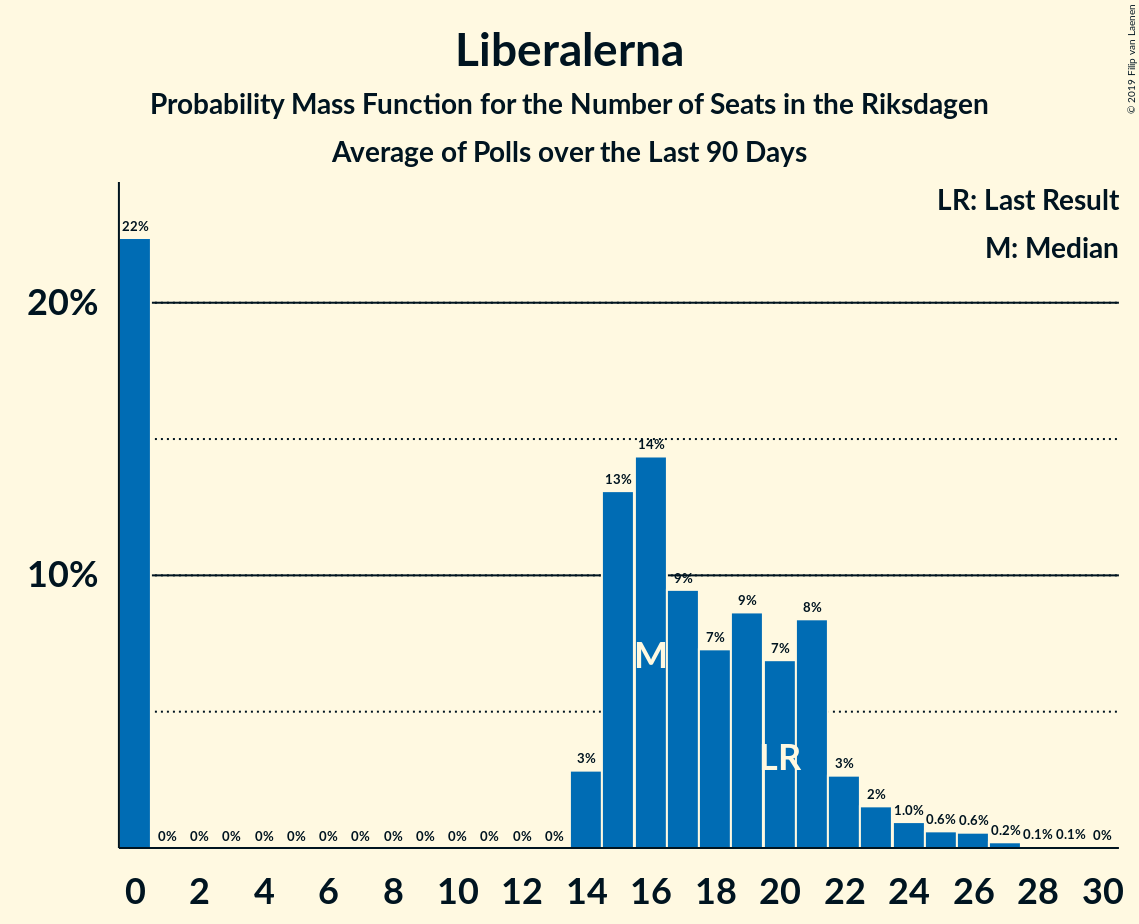 © 2019 Filip van Laenen
Liberalerna
Probability Mass Function for the Number of Seats in the Riksdagen
Average of Polls over the Last 90 Days
LR: Last Result
M: Median
20%
10%
22% 0% 0% 0% 0% 0% 0% 0% 0% 0% 0% 0% 0% 0% 3% 13% 14% 9% 7% 9% 7% 8% 3% 2% 1.0% 0.6% 0.6% 0.2% 0.1% 0.1% 0%
M
LR
0 2 4 6 8 10 12 14 16 18 20 22 24 26 28 30